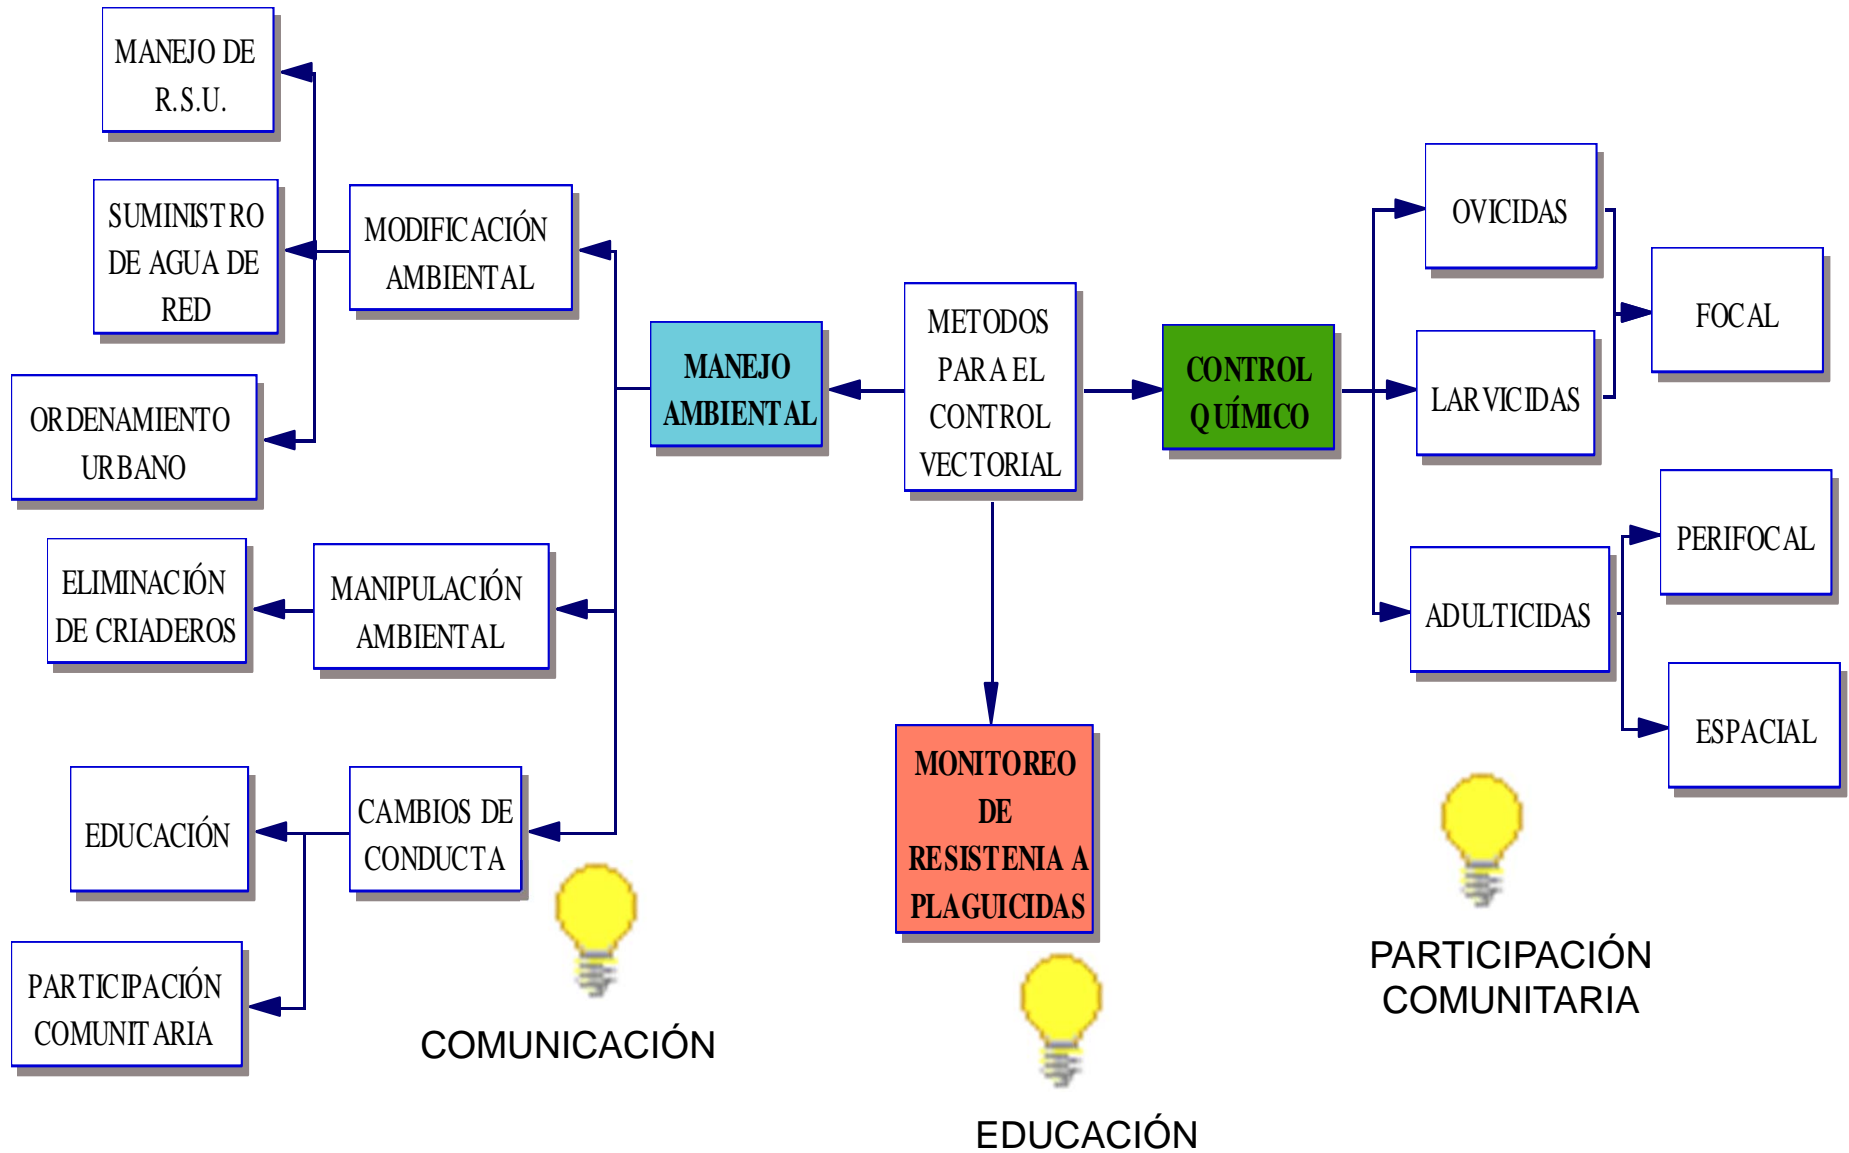 MANEJO DE
R.S.U.
SUMINISTRO
DE AGUA DE
RED
ORDENAMIENTO
URBANO
MODIFICACIÓN
AMBIENTAL
ELIMINACIÓN
DE CRIADEROS
MANIPULACIÓN
AMBIENTAL
EDUCACIÓN
CAMBIOS DE
CONDUCTA
PARTICIPACIÓN
COMUNITARIA
MANEJO
AMBIENTAL
METODOS
PARA EL
CONTROL
VECTORIAL
CONTROL
QUÍMICO
MONITOREO
DE
RESISTENIA A
PLAGUICIDAS
OVICIDAS
LARVICIDAS
FOCAL
ADULTICIDAS
PERIFOCAL
ESPACIAL
COMUNICACIÓN
EDUCACIÓN
PARTICIPACIÓN
COMUNITARIA